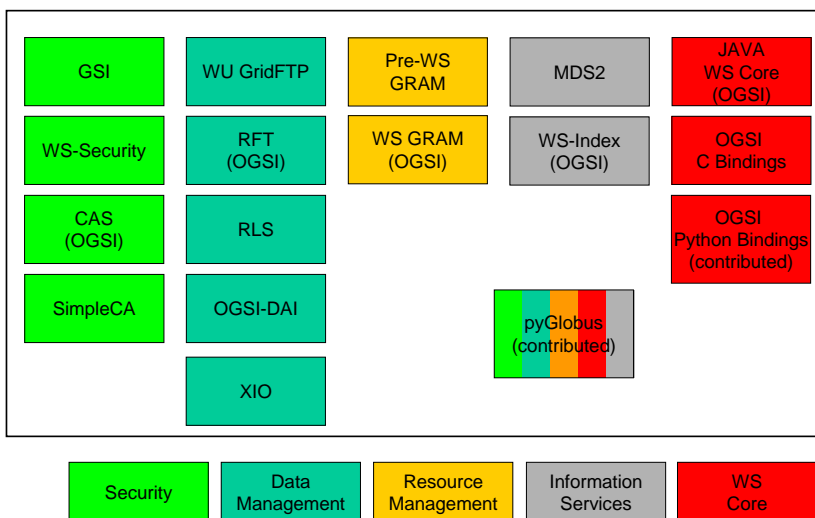 GSI
WU GridFTP
Pre-WS
GRAM
MDS2
JAVA
WS Core
(OGSI)
WS-Security
RFT
(OGSI)
WS GRAM
(OGSI)
WS-Index
(OGSI)
OGSI
C Bindings
CAS
(OGSI)
RLS
OGSI
Python Bindings
(contributed)
SimpleCA
OGSI-DAI
pyGlobus
(contributed)
XIO
Security
Data
Management
Resource
Management
Information
Services
WS
Core